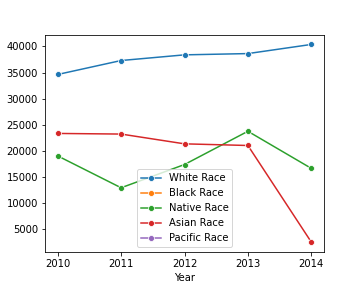 40000
35000
30000
25000
20000
15000
10000
5000
White Race
Black Race
Native Race
Asian Race
Pacific Race
2010 2011 2012 2013 2014
Year